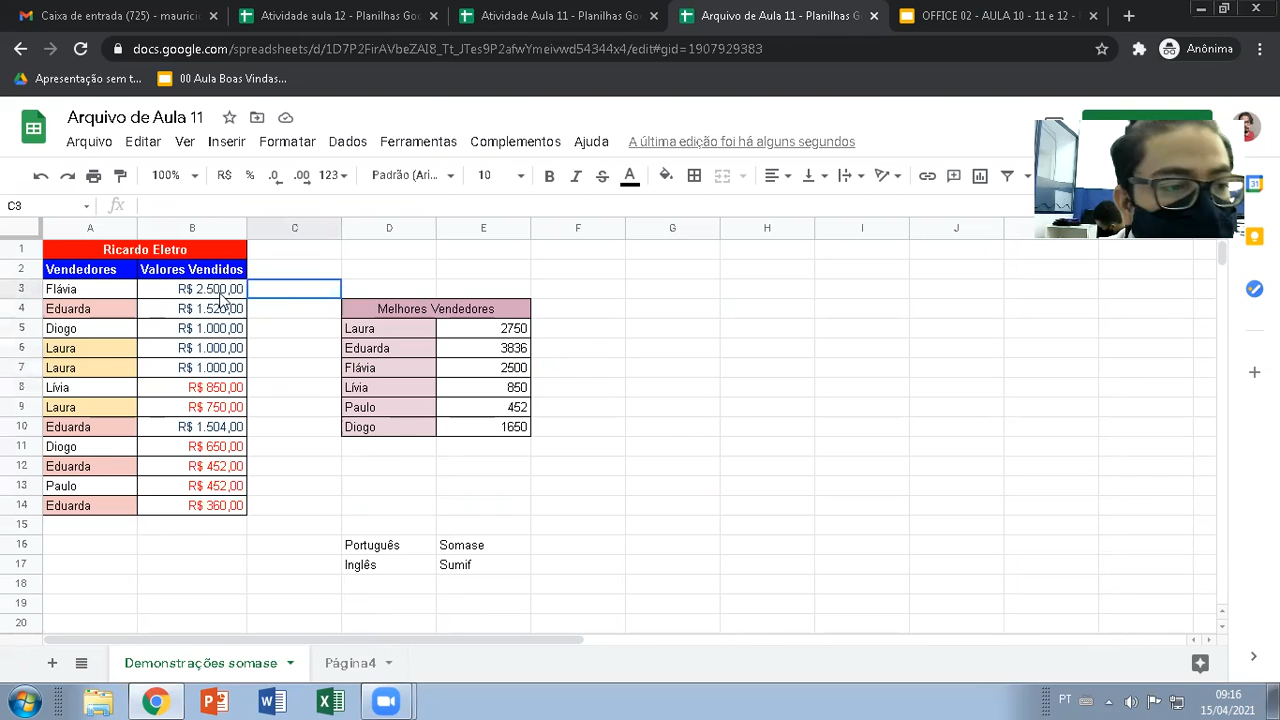 Caixa de entrada (725) - maurici
Atividade aula 12 - Planilhas Goo
Atividade Aula 11 - Planilhas G
Arquivo de Aula 11 - Planilhas G
OFFICE 02 - AULA 10 - 11 e 12 -
docs.google.com/spreadsheets/d/1D7P2FirAVbeZAI8_Tt_JTes9P2afwYmeivwd54344x4/edit#gid=1907929383
Anônima
Apresentação sem t...
00 Aula Boas Vindas...
Arquivo de Aula 11
Arquivo Editar Ver Inserir Formatar Dados Ferramentas Complementos Ajuda A última edição foi há alguns segundos
100% R$ % .0 .00 123 Padrão (Ari... 10 B I S A
C3 fx
A B C D E F G H I J
1 Ricardo Eletro
2 Vendedores Valores Vendidos
3 Flávia R$ 2.500,00
4 Eduarda R$ 1.520,00 Melhores Vendedores
5 Diogo R$ 1.000,00 Laura 2750
6 Laura R$ 1.000,00 Eduarda 3836
7 Laura R$ 1.000,00 Flávia 2500
8 Lívia R$ 850,00 Lívia 850
9 Laura R$ 750,00 Paulo 452
10 Eduarda R$ 1.504,00 Diogo 1650
11 Diogo R$ 650,00
12 Eduarda R$ 452,00
13 Paulo R$ 452,00
14 Eduarda R$ 360,00
15
16 Português Somase
17 Inglês Sumif
18
19
20
Demonstrações somase Página4
PT 09:16
15/04/2021